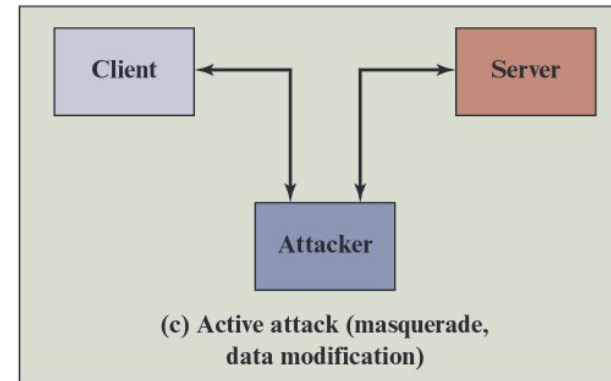 Client
Server
Attacker
(c) Active attack (masquerade,
data modification)